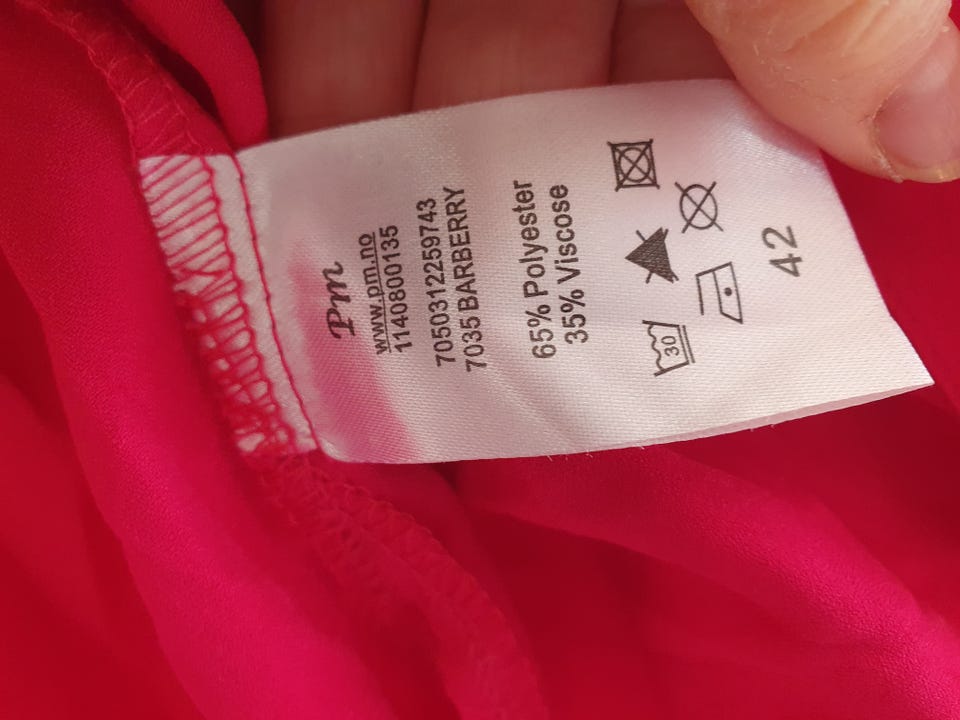 Pm
www.pm.no
1140800135
7050312259743
7035 BARBERRY
65% Polyester
35% Viscose
30
42